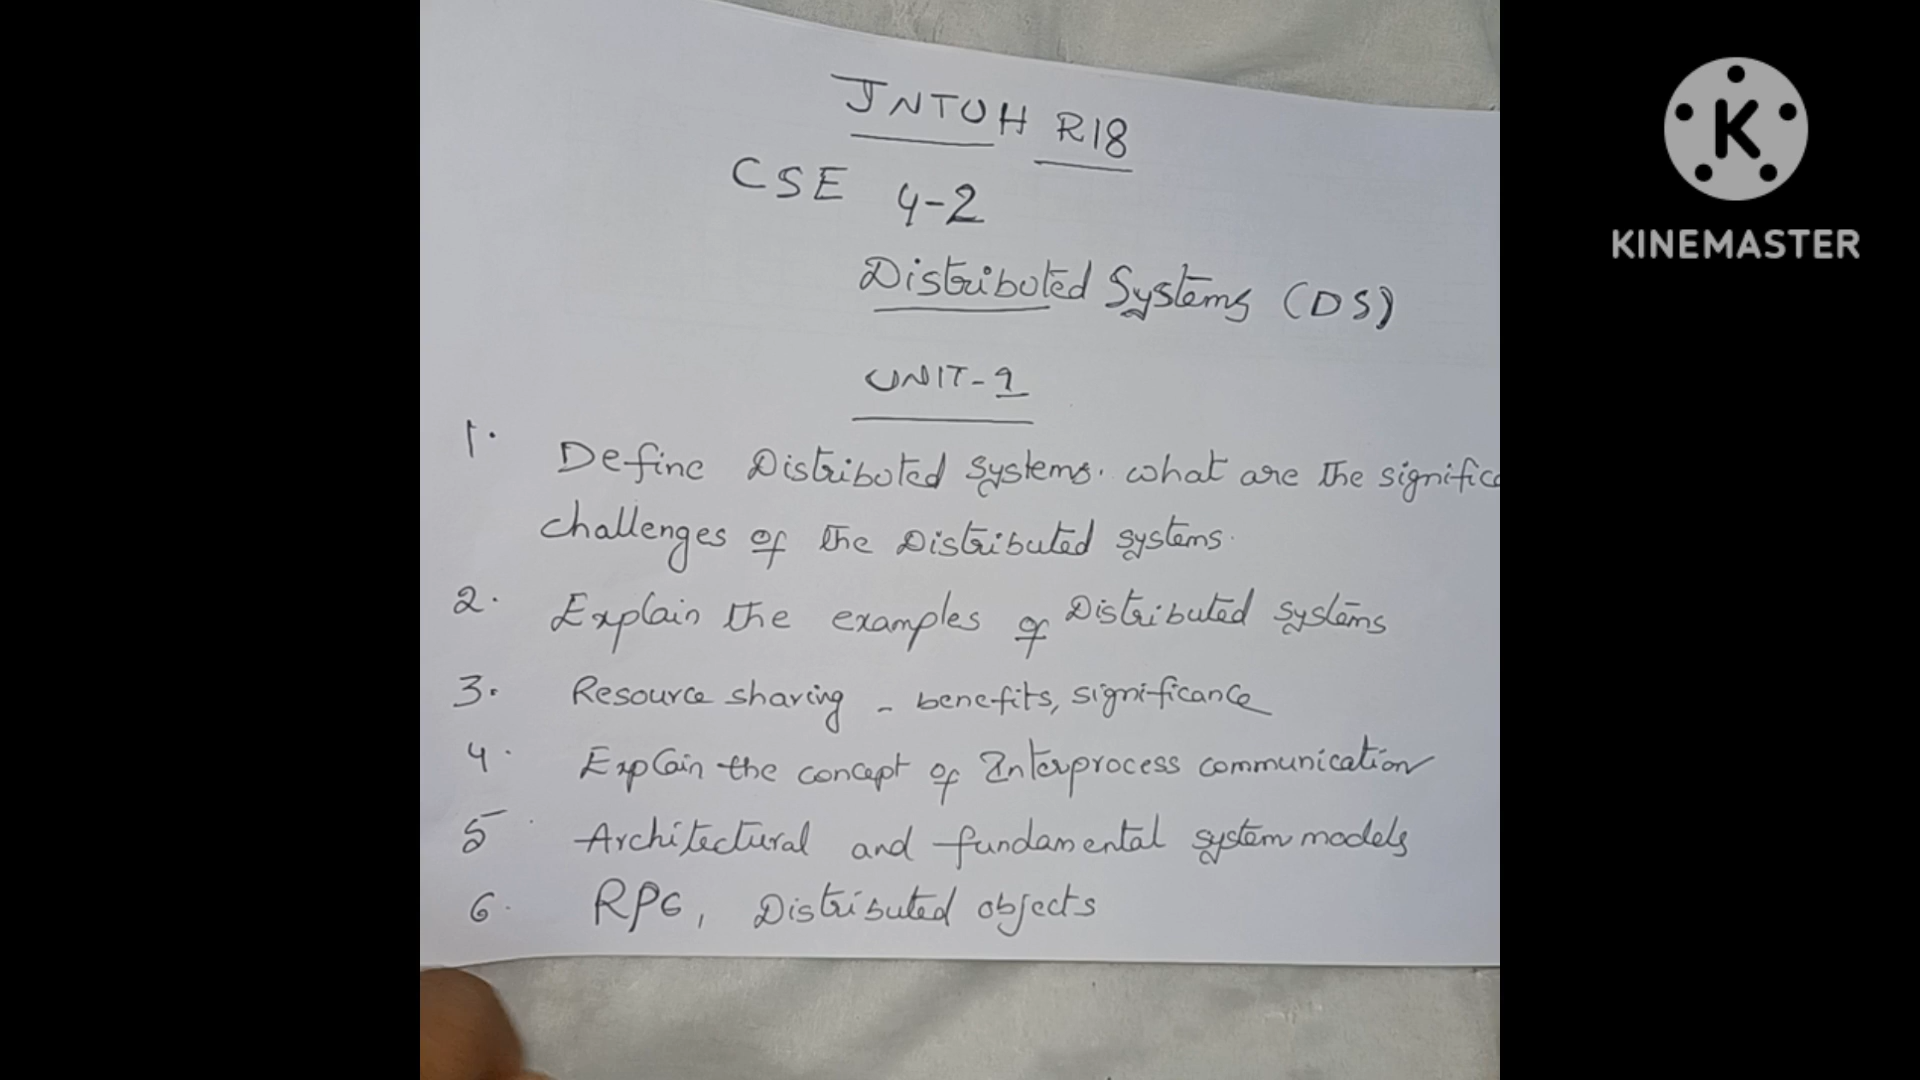 JNTUH R18
CSE 4-2
Distributed Systems (DS)
UNIT-1
1. Define Distributed systems. what are the significa
challenges of the Distributed systems.
2. Explain the examples of Distributed systems
3. Resource sharing - benefits, significance
4. Explain the concept of Interprocess communication
5 Architectural and fundamental system models
6. RPC, Distributed objects
K
KINEMASTER